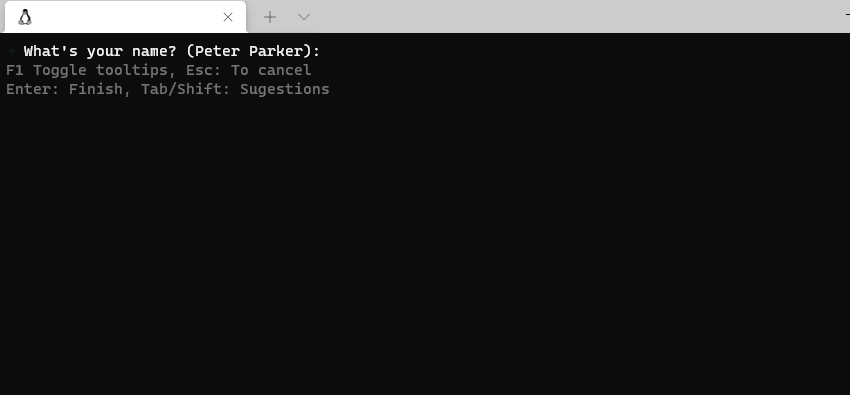 What's your name? (Peter Parker):
F1 Toggle tooltips, Esc: To cancel
Enter: Finish, Tab/Shift: Sugestions